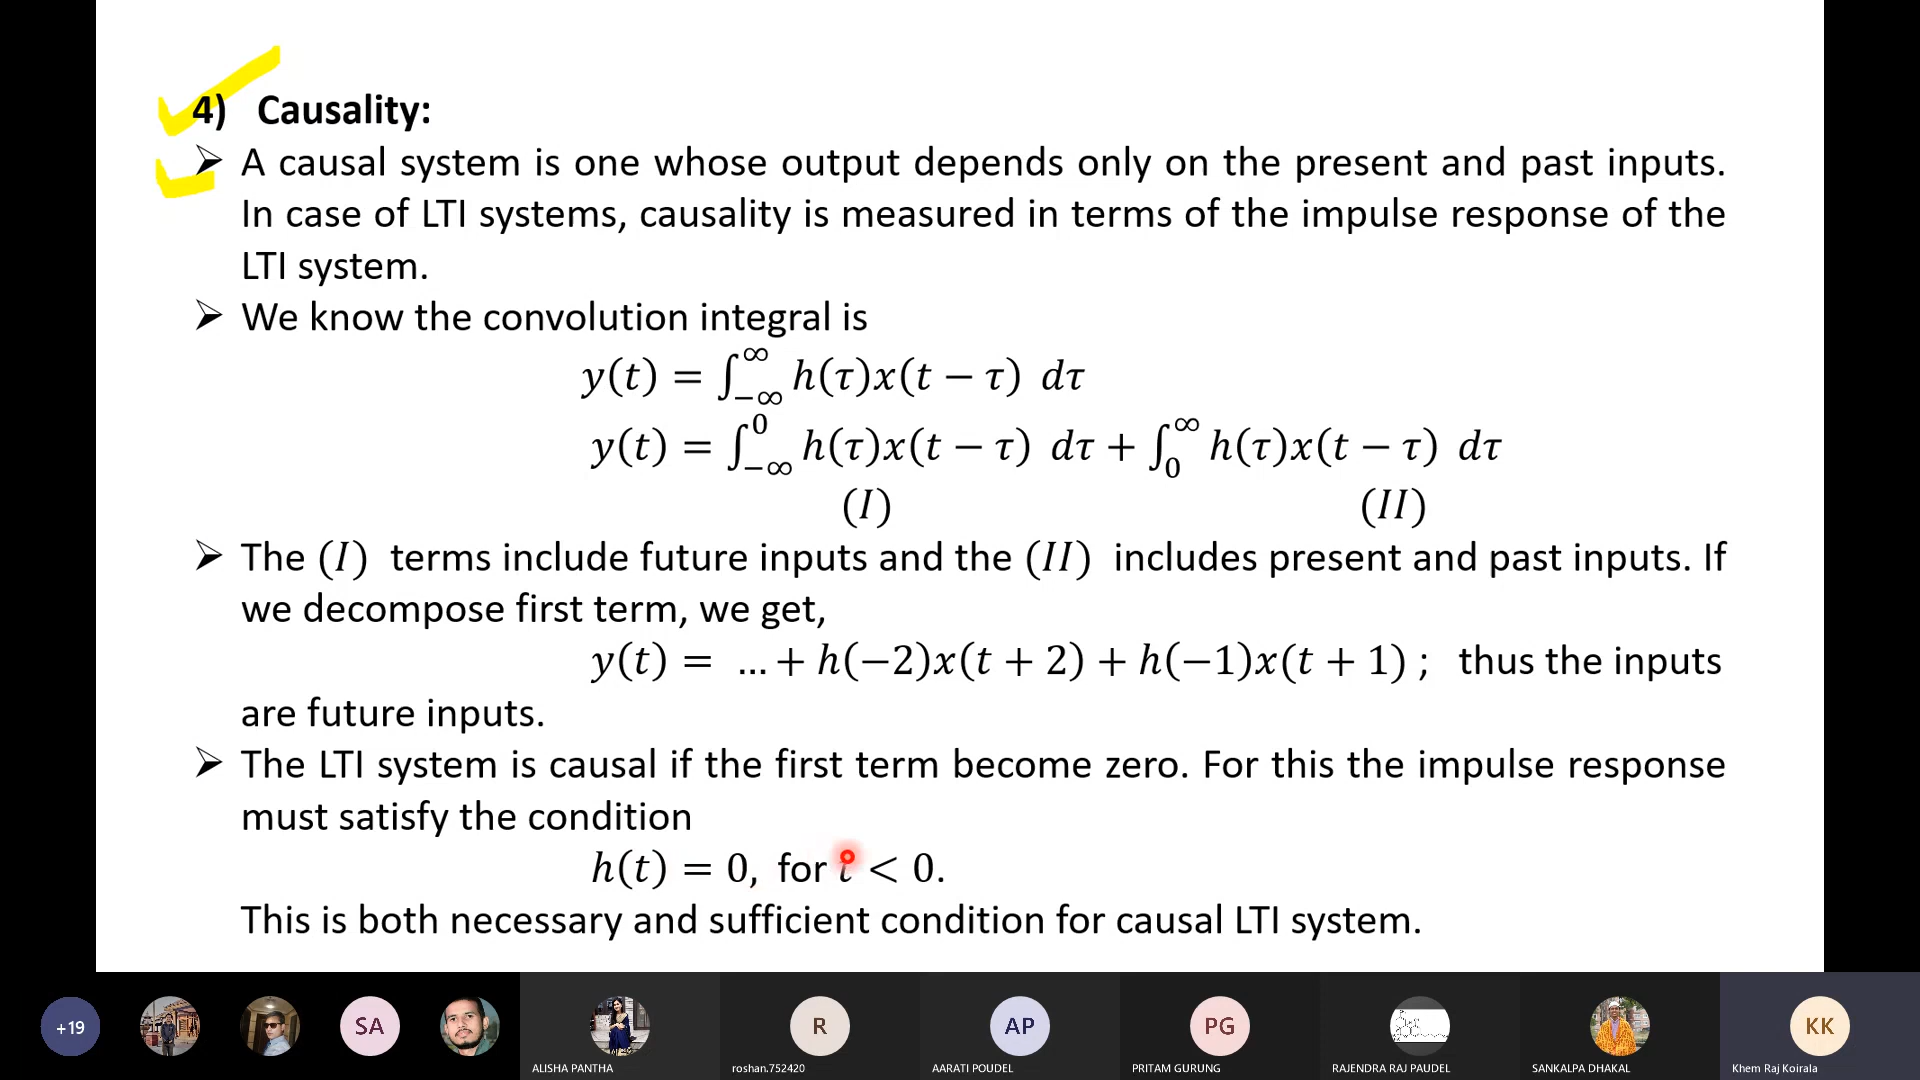 4) Causality:
➢ A causal system is one whose output depends only on the present and past inputs.
In case of LTI systems, causality is measured in terms of the impulse response of the
LTI system.
➢ We know the convolution integral is
y(t) = ∫_{−∞}^{∞} h(τ)x(t − τ) dτ
y(t) = ∫_{−∞}^{0} h(τ)x(t − τ) dτ + ∫_{0}^{∞} h(τ)x(t − τ) dτ
(I) (II)
➢ The (I) terms include future inputs and the (II) includes present and past inputs. If
we decompose first term, we get,
y(t) = … + h(−2)x(t + 2) + h(−1)x(t + 1) ; thus the inputs
are future inputs.
➢ The LTI system is causal if the first term become zero. For this the impulse response
must satisfy the condition
h(t) = 0, for t < 0.
This is both necessary and sufficient condition for causal LTI system.
+19 SA R AP PG KK
ALISHA PANTHA roshan.752420 AARATI POUDEL PRITAM GURUNG RAJENDRA RAJ PAUDEL SANKALPA DHAKAL Khem Raj Koirala